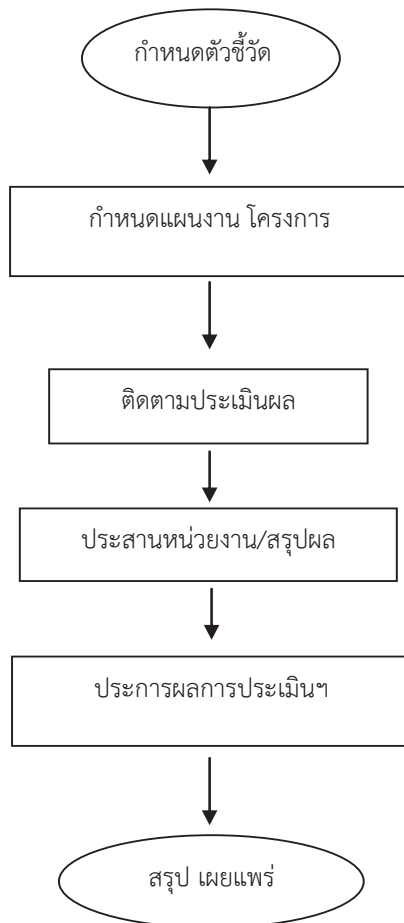 กำหนดตัวชี้วัด
กำหนดแผนงาน โครงการ
ติดตามประเมินผล
ประสานหน่วยงาน/สรุปผล
ประการผลการประเมินฯ
สรุป เผยแพร่